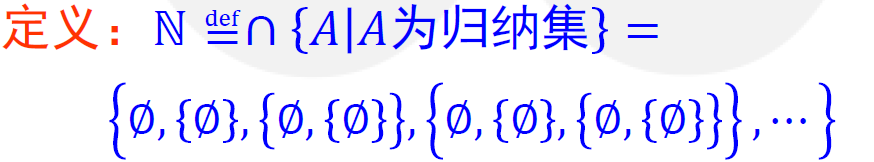 定义：ℕ ≝ ∩ {A|A为归纳集} =
{∅, {∅}, {∅, {∅}}, {∅, {∅}, {∅, {∅}}}, ⋯ }